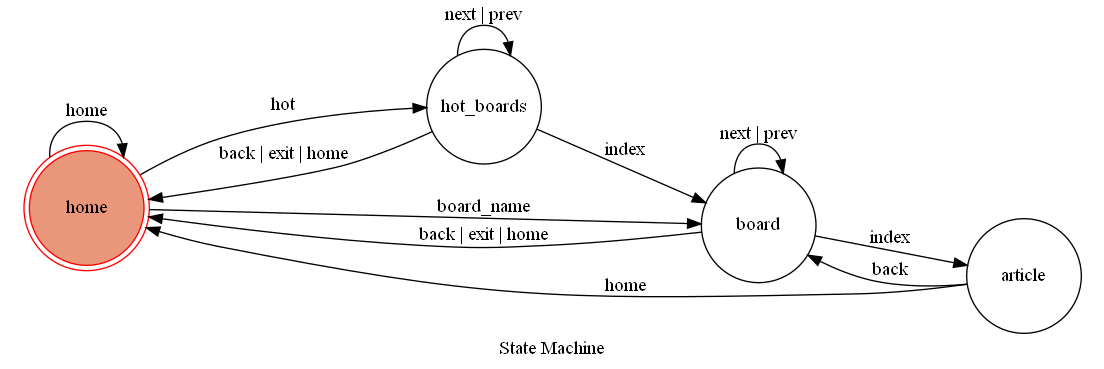 next | prev
hot_boards
home
hot
back | exit | home
index
next | prev
home
board_name
board
back | exit | home
index
back
article
home
State Machine